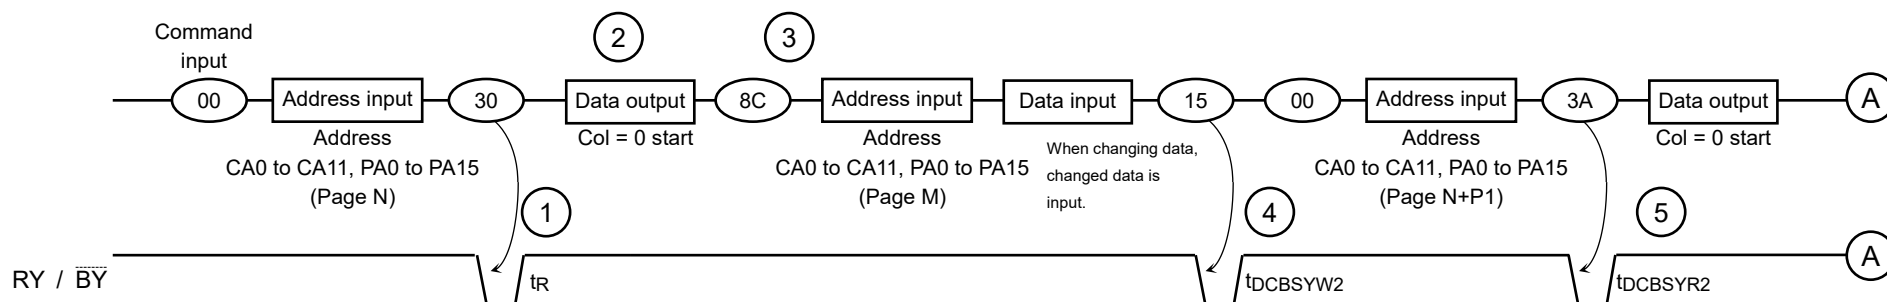 Command
input
2
3
00
Address input
30
Data output
8C
Address input
Data input
15
00
Address input
3A
Data output
A
Address
CA0 to CA11, PA0 to PA15
(Page N)
Col = 0 start
Address
CA0 to CA11, PA0 to PA15
(Page M)
When changing data,
changed data is
input.
Address
CA0 to CA11, PA0 to PA15
(Page N+P1)
Col = 0 start
1
4
5
RY / BY
tR
tDCBSYW2
tDCBSYR2
A